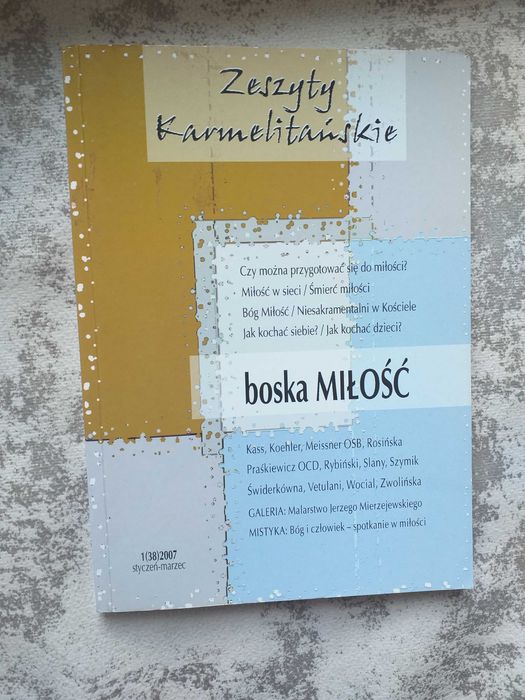 Zeszyty
Karmelitańskie
Czy można przygotować się do miłości?
Miłość w sieci / Śmierć miłości
Bóg Miłość / Niesakramentalni w Kościele
Jak kochać siebie? / Jak kochać dzieci?
boska MIŁOŚĆ
Kass, Koehler, Meissner OSB, Rosińska
Praśkiewicz OCD, Rybiński, Slany, Szymik
Świderkówna, Vetulani, Wocial, Zwolińska
GALERIA: Malarstwo Jerzego Mierzejewskiego
MISTYKA: Bóg i człowiek – spotkanie w miłości
1(38)2007
styczeń-marzec